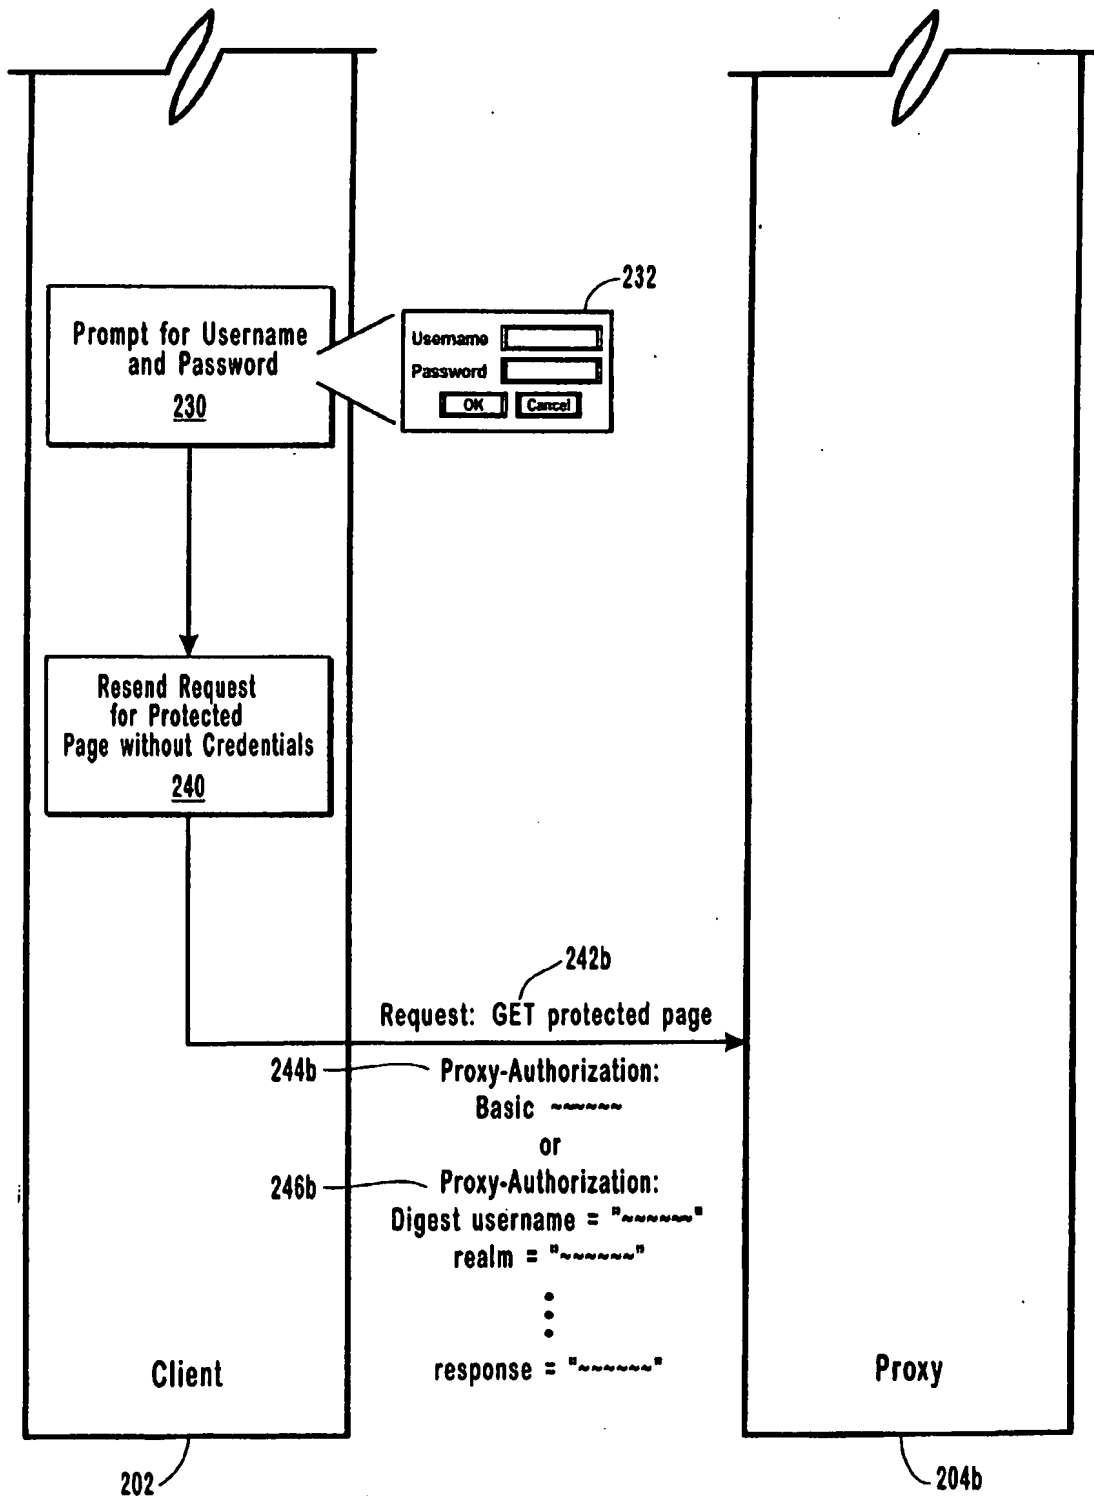 232
Prompt for Username
and Password
230
Username
Password
OK
Cancel
Resend Request
for Protected
Page without Credentials
240
242b
Request: GET protected page
244b
Proxy-Authorization:
Basic ~~~~~~
or
246b
Proxy-Authorization:
Digest username = "~~~~~~"
realm = "~~~~~~"
response = "~~~~~~"
Client
Proxy
202
204b